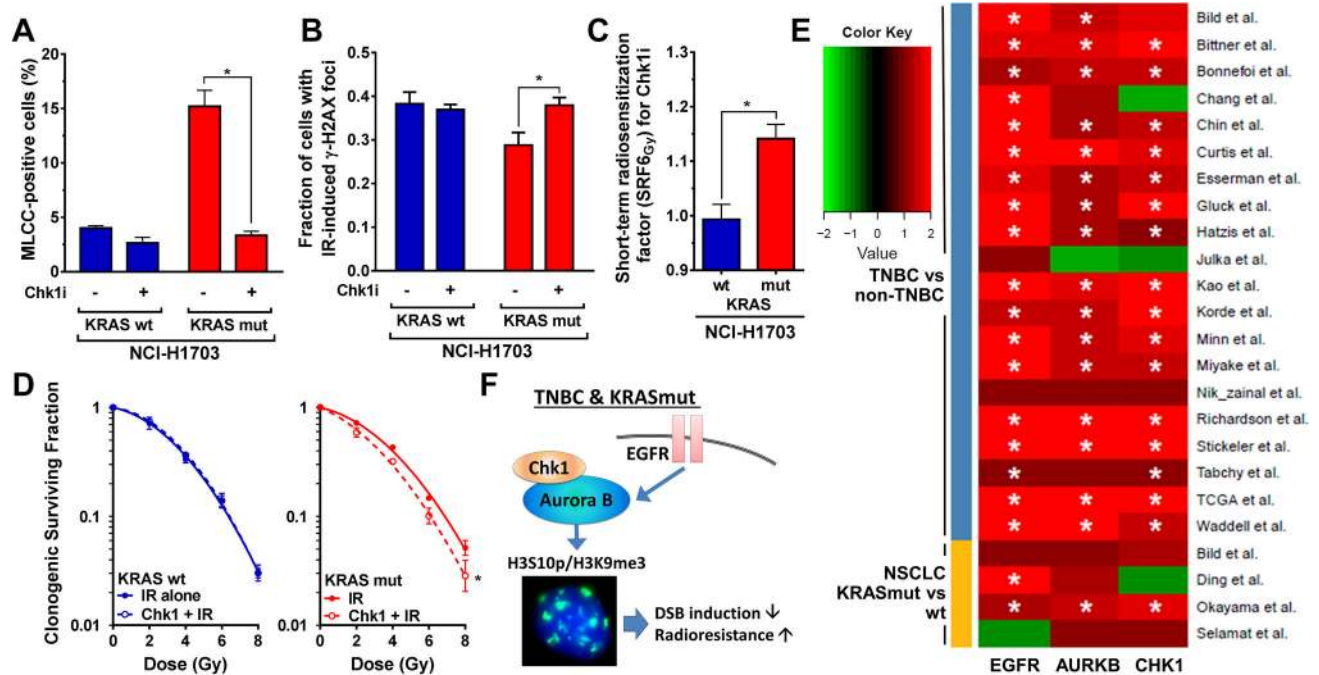 A
MLCC-positive cells (%)
20
15
10
5
0
*
Chk1i
- + - +
KRAS wt KRAS mut
NCI-H1703
B
Fraction of cells with
IR-induced γ-H2AX foci
0.5
0.4
0.3
0.2
0.1
0.0
*
Chk1i
- + - +
KRAS wt KRAS mut
NCI-H1703
C
Short-term radiosensitization
factor (SRF6Gy) for Chk1i
1.3
1.2
1.1
1.0
0.9
*
wt mut
KRAS
NCI-H1703
D
Clonogenic Surviving Fraction
1
0.1
0.01
KRAS wt
IR alone
Chk1 + IR
0 2 4 6 8
Dose (Gy)
1
0.1
0.01
KRAS mut
IR
Chk1 + IR
*
0 2 4 6 8
Dose (Gy)
E
Color Key
-2 -1 0 1 2
Value
TNBC vs
non-TNBC
NSCLC
KRASmut vs
wt
* * Bild et al.
* * * Bittner et al.
* * * Bonnefoi et al.
* Chang et al.
* * * Chin et al.
* * * Curtis et al.
* * * Esserman et al.
* * * Gluck et al.
* * * Hatzis et al.
Julka et al.
* * * Kao et al.
* * * Korde et al.
* * * Minn et al.
* * * Miyake et al.
Nik_zainal et al.
* * * Richardson et al.
* * * Stickeler et al.
* * Tabchy et al.
* * * TCGA et al.
* * * Waddell et al.
Bild et al.
* Ding et al.
* * * Okayama et al.
Selamat et al.
EGFR AURKB CHK1
F
TNBC & KRASmut
EGFR
Chk1
Aurora B
H3S10p/H3K9me3
DSB induction ↓
Radioresistance ↑